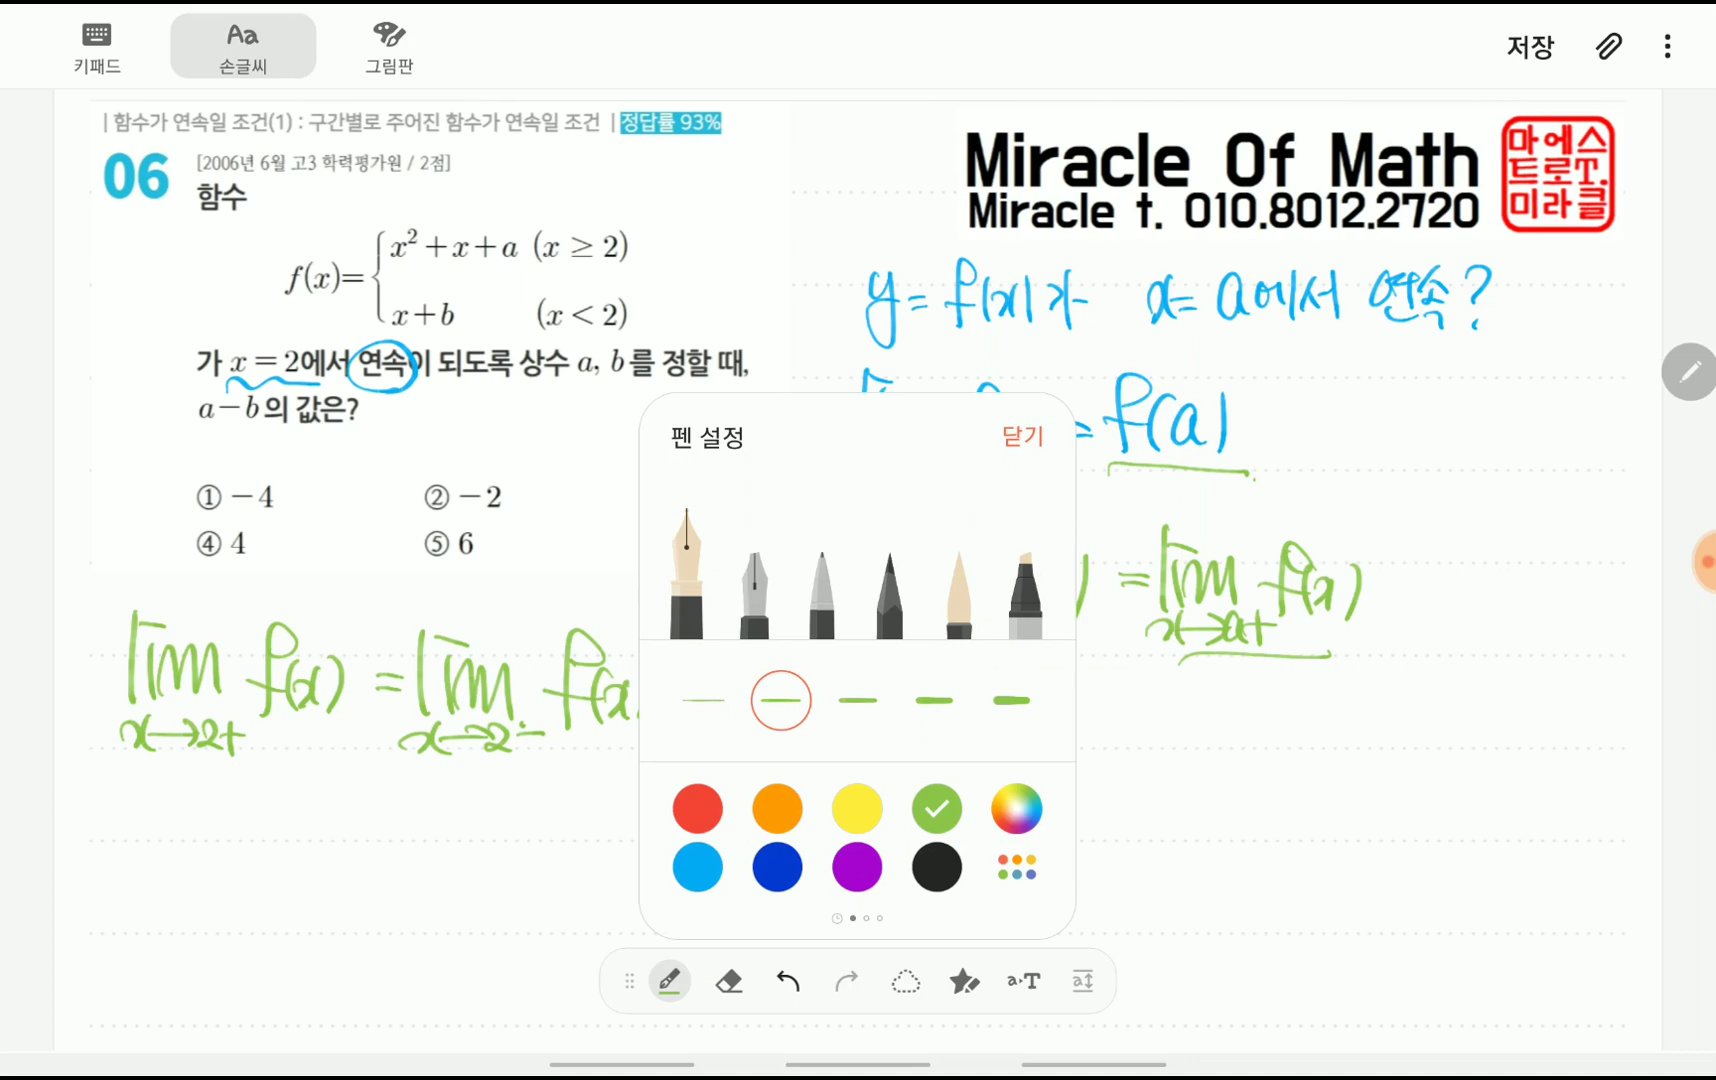 키패드
Aa
손글씨
그림판
저장
| 함수가 연속일 조건(1) : 구간별로 주어진 함수가 연속일 조건 | 정답률 93%
06
[2006년 6월 고3 학력평가원 / 2점]
함수
f(x)= { x²+x+a (x ≥ 2)
x+b (x < 2)
가 x = 2에서 연속이 되도록 상수 a, b를 정할 때,
a-b의 값은?
① -4 ② -2
④ 4 ⑤ 6
Miracle Of Math
Miracle t. 010.8012.2720
마에스
트로T.
미라클
y = f(x)가 x = a에서 연속?
= f(a)
) = lim f(x)
x→a+
lim f(x) = lim f(x
x→2+ x→2-
펜 설정
닫기
a·T
a